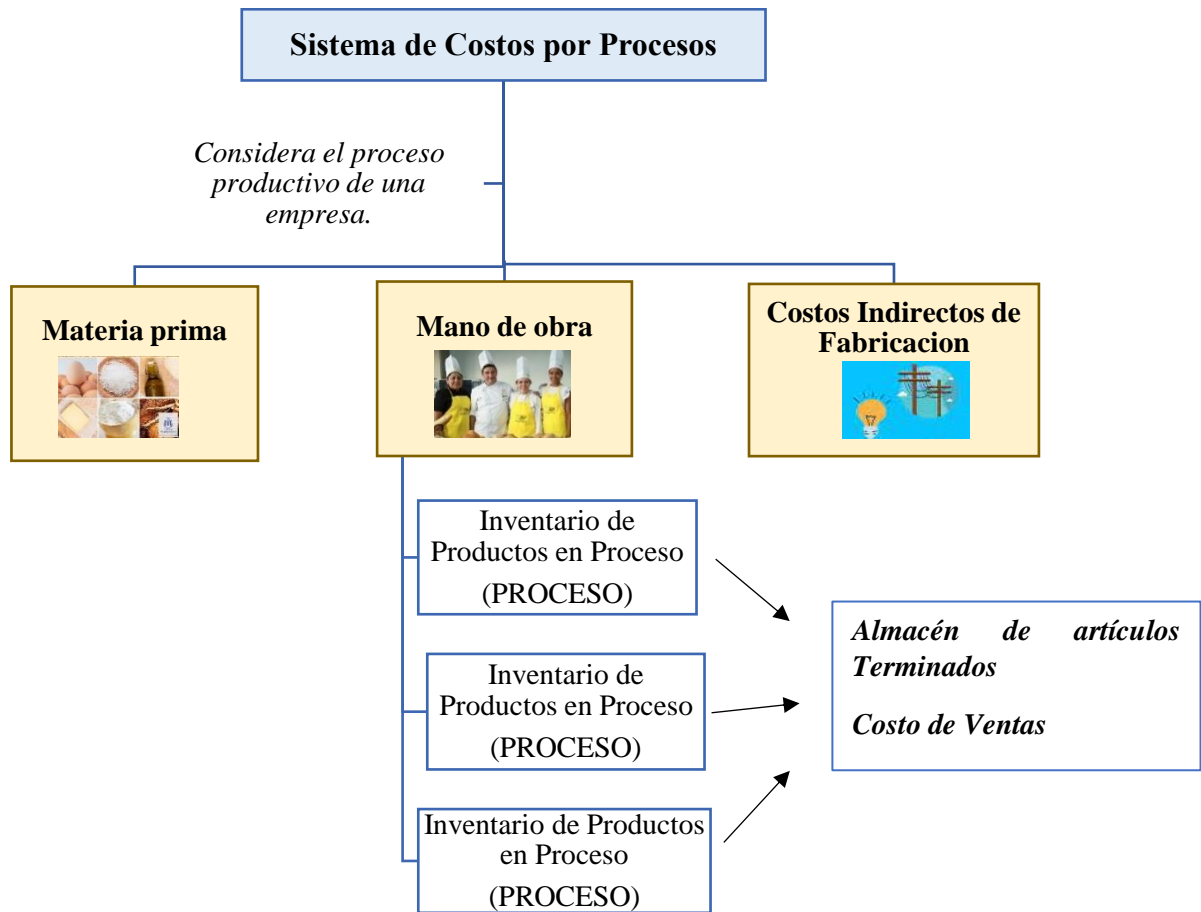 Sistema de Costos por Procesos
Considera el proceso
productivo de una
empresa.
Materia prima
Mano de obra
Costos Indirectos de
Fabricacion
Inventario de
Productos en Proceso
(PROCESO)
Inventario de
Productos en Proceso
(PROCESO)
Inventario de Productos
en Proceso
(PROCESO)
Almacén de artículos
Terminados
Costo de Ventas